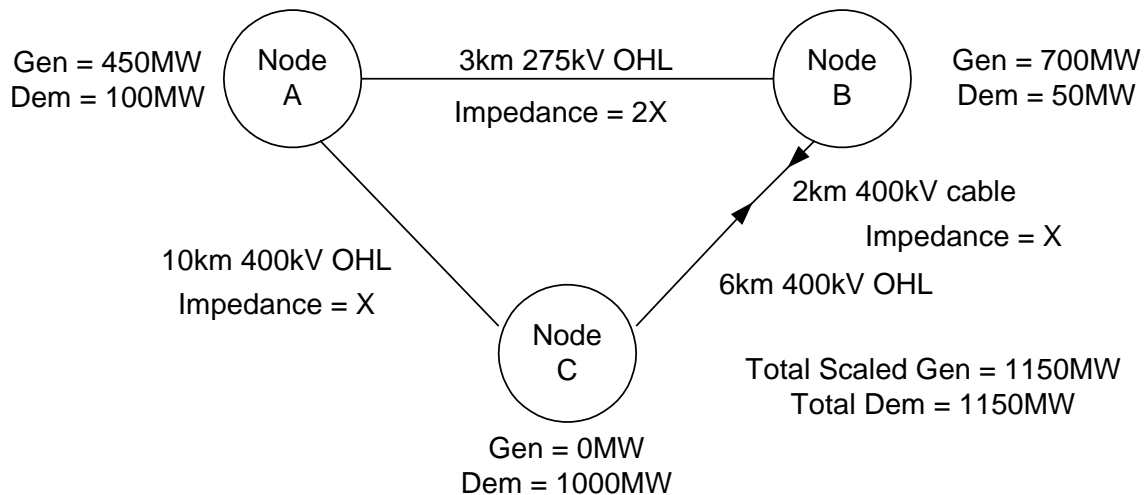 Gen = 450MW
Dem = 100MW
Node
A
3km 275kV OHL
Impedance = 2X
Node
B
Gen = 700MW
Dem = 50MW
2km 400kV cable
Impedance = X
10km 400kV OHL
Impedance = X
6km 400kV OHL
Node
C
Total Scaled Gen = 1150MW
Total Dem = 1150MW
Gen = 0MW
Dem = 1000MW